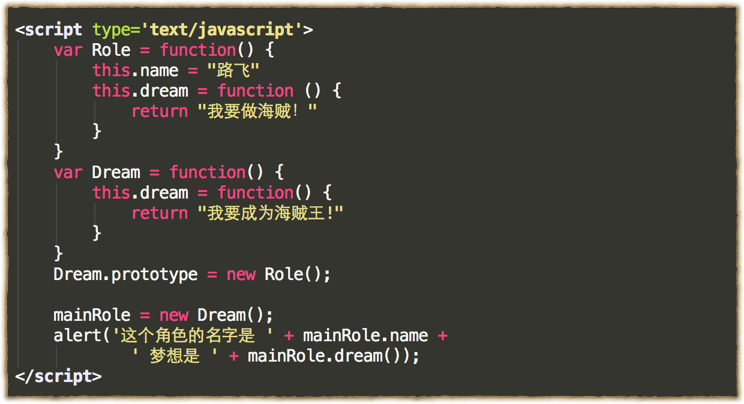 <script type='text/javascript'>
    var Role = function() {
        this.name = "路飞"
        this.dream = function () {
            return "我要做海贼！"
        }
    }
    var Dream = function() {
        this.dream = function() {
            return "我要成为海贼王!"
        }
    }
    Dream.prototype = new Role();

    mainRole = new Dream();
    alert('这个角色的名字是 ' + mainRole.name +
            ' 梦想是 ' + mainRole.dream());
</script>